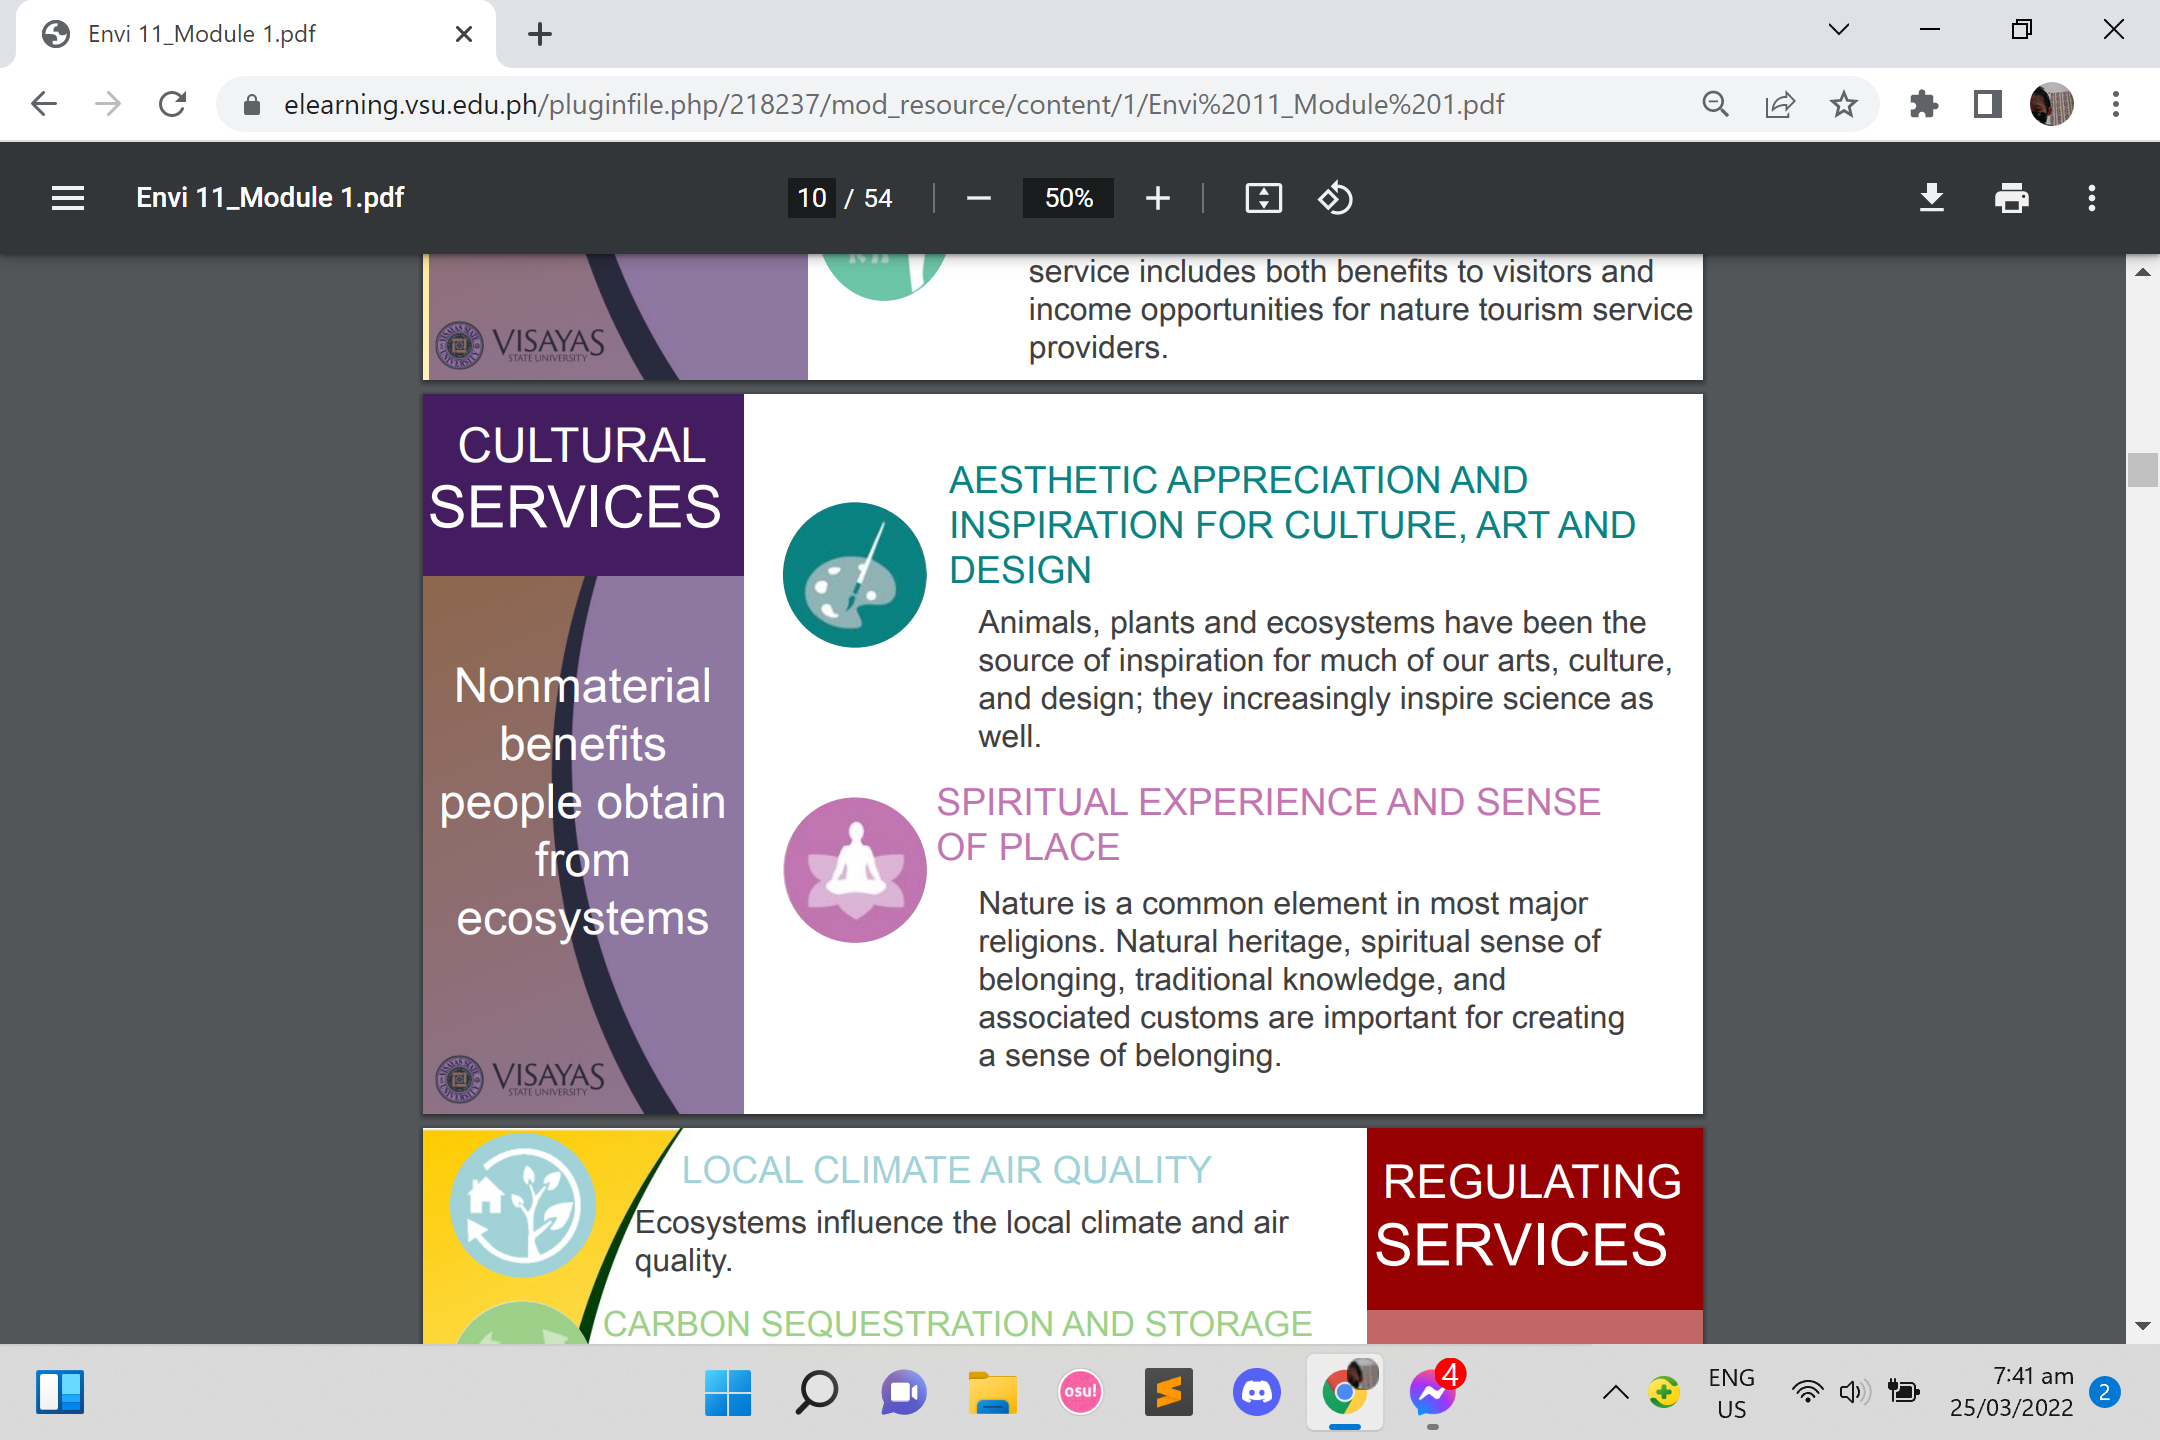 Envi 11_Module 1.pdf
elearning.vsu.edu.ph/pluginfile.php/218237/mod_resource/content/1/Envi%2011_Module%201.pdf
Envi 11_Module 1.pdf
10 / 54
50%
service includes both benefits to visitors and
income opportunities for nature tourism service
providers.
VISAYAS
STATE UNIVERSITY
CULTURAL
SERVICES
Nonmaterial
benefits
people obtain
from
ecosystems
VISAYAS
STATE UNIVERSITY
AESTHETIC APPRECIATION AND
INSPIRATION FOR CULTURE, ART AND
DESIGN
Animals, plants and ecosystems have been the
source of inspiration for much of our arts, culture,
and design; they increasingly inspire science as
well.
SPIRITUAL EXPERIENCE AND SENSE
OF PLACE
Nature is a common element in most major
religions. Natural heritage, spiritual sense of
belonging, traditional knowledge, and
associated customs are important for creating
a sense of belonging.
LOCAL CLIMATE AIR QUALITY
Ecosystems influence the local climate and air
quality.
CARBON SEQUESTRATION AND STORAGE
REGULATING
SERVICES
osu!
4
ENG
US
7:41 am
25/03/2022
2